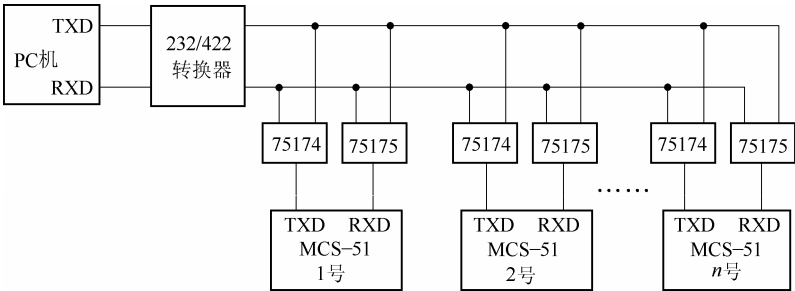 TXD
PC机
RXD
232/422
转换器
75174
75175
75174
75175
75174
75175
……
TXD RXD
MCS-51
1号
TXD RXD
MCS-51
2号
TXD RXD
MCS-51
n号